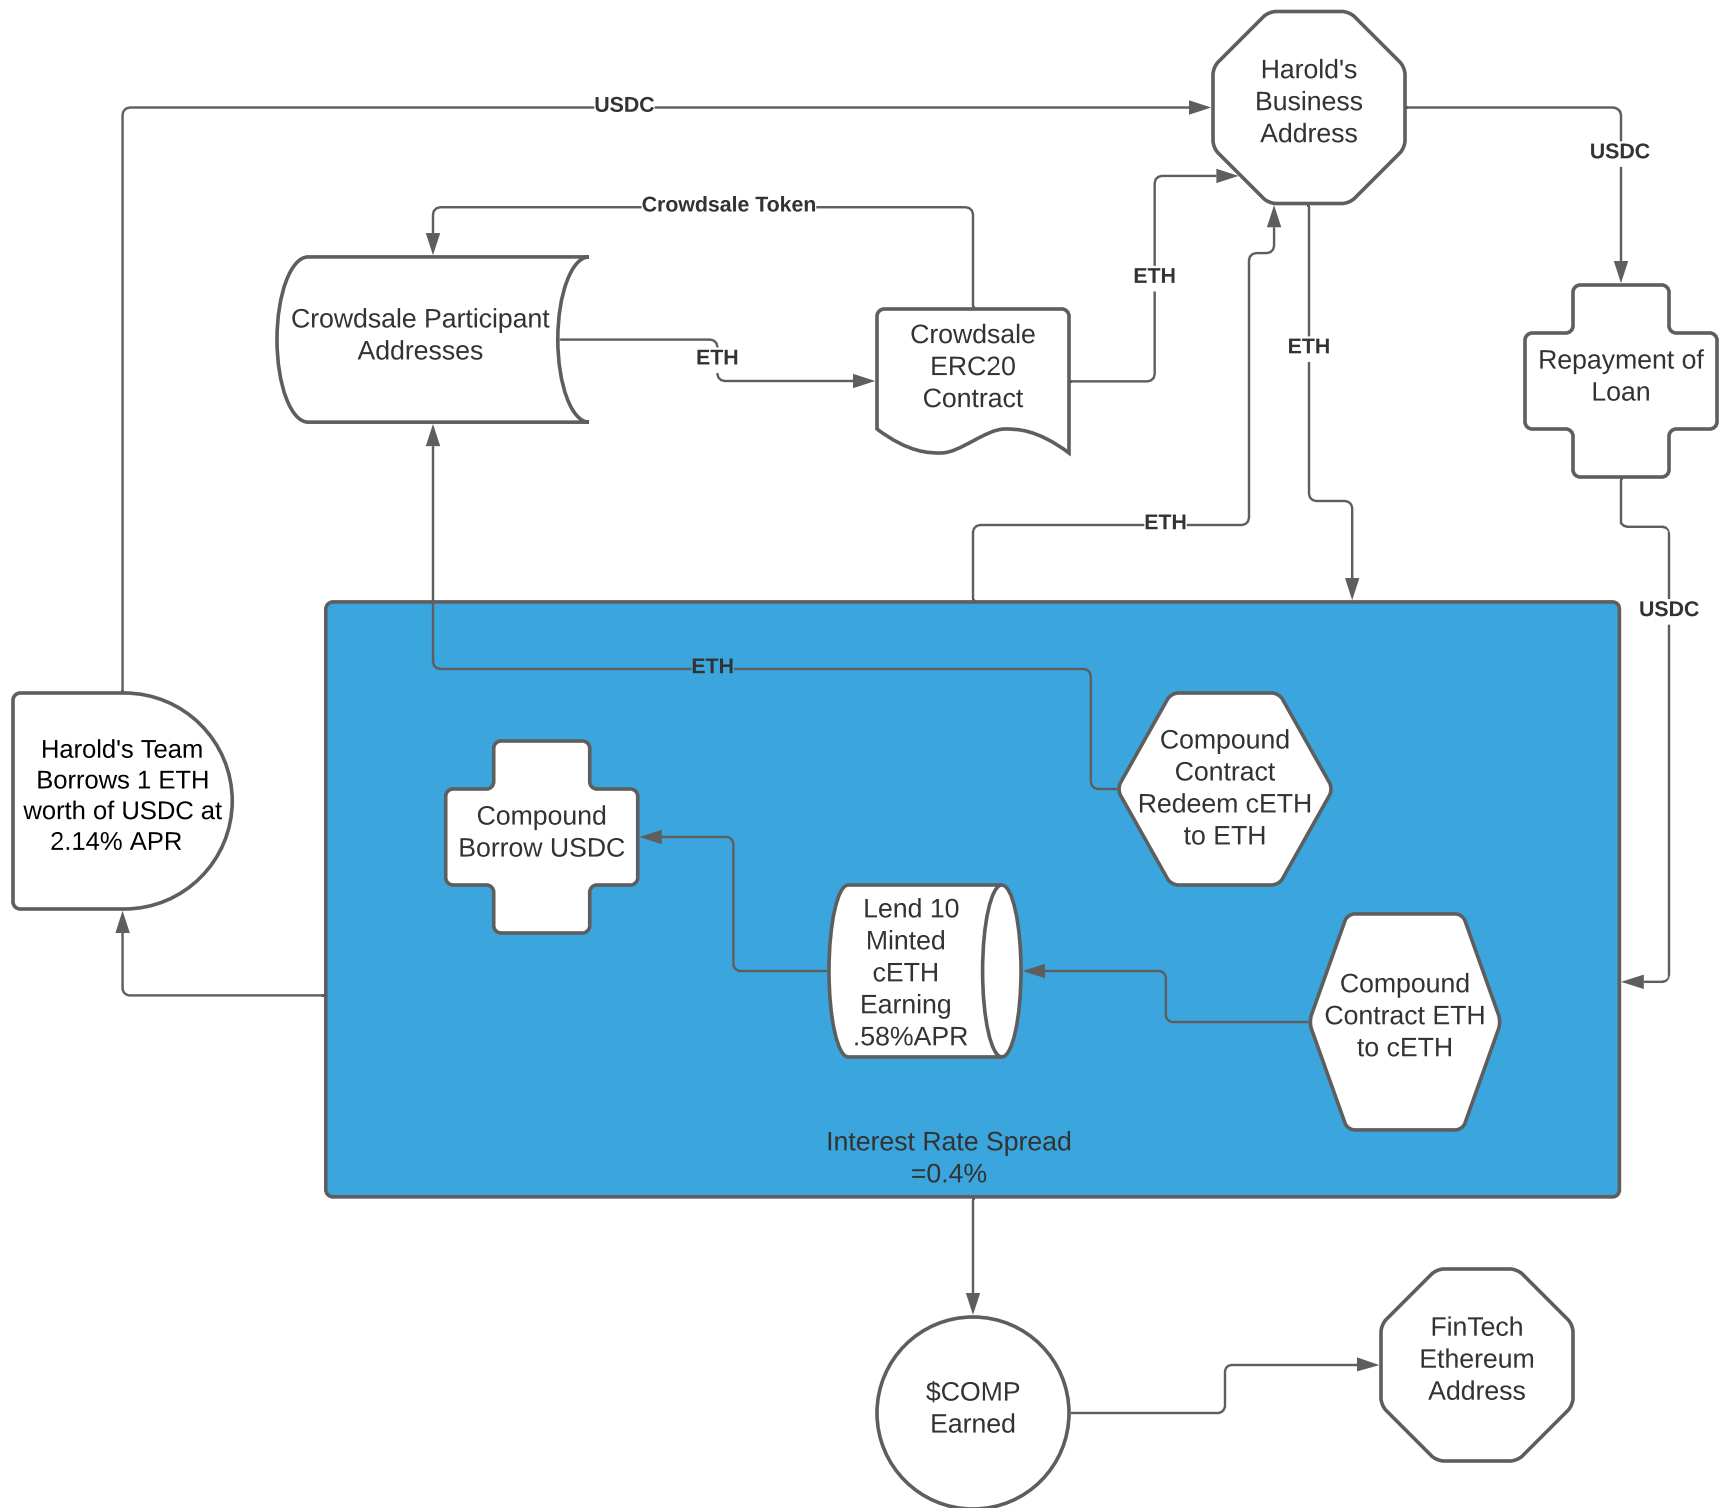 Harold's
Business
Address
USDC
USDC
Crowdsale Token
ETH
Crowdsale Participant
Addresses
ETH
Crowdsale
ERC20
Contract
ETH
Repayment of
Loan
ETH
USDC
ETH
Harold's Team
Borrows 1 ETH
worth of USDC at
2.14% APR
Compound
Contract
Redeem cETH
to ETH
Compound
Borrow USDC
Lend 10
Minted
cETH
Earning
.58%APR
Compound
Contract ETH
to cETH
Interest Rate Spread
=0.4%
$COMP
Earned
FinTech
Ethereum
Address